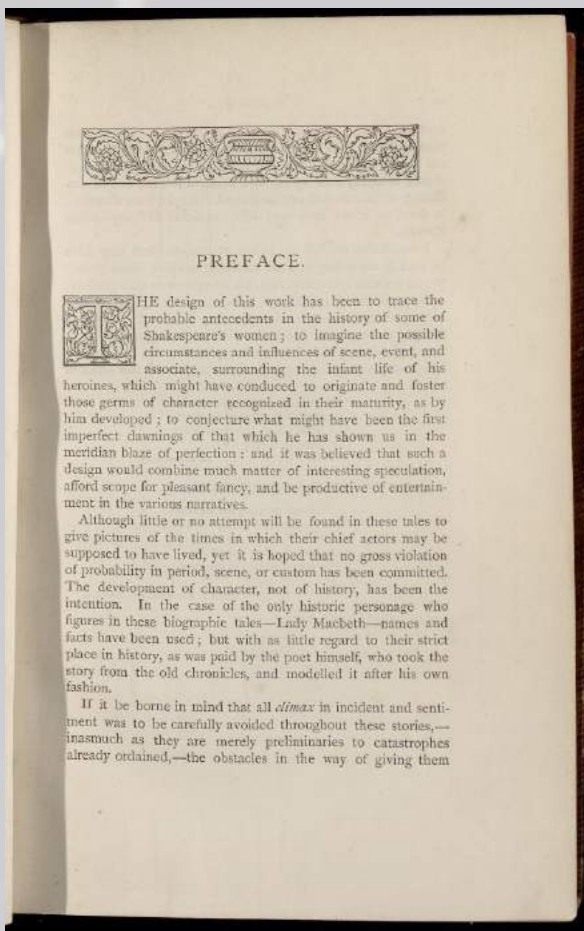 PREFACE.
THE design of this work has been to trace the
probable antecedents in the history of some of
Shakespeare's women ; to imagine the possible
circumstances and influences of scene, event, and
associate, surrounding the infant life of his
heroines, which might have conduced to originate and foster
those germs of character recognized in their maturity, as by
him developed ; to conjecture what might have been the first
imperfect dawnings of that which he has shown us in the
meridian blaze of perfection : and it was believed that such a
design would combine much matter of interesting speculation,
afford scope for pleasant fancy, and be productive of entertain-
ment in the various narratives.
Although little or no attempt will be found in these tales to
give pictures of the times in which their chief actors may be
supposed to have lived, yet it is hoped that no gross violation
of probability in period, scene, or custom has been committed.
The development of character, not of history, has been the
intention. In the case of the only historic personage who
figures in these biographic tales—Lady Macbeth—names and
facts have been used ; but with as little regard to their strict
place in history, as was paid by the poet himself, who took the
story from the old chronicles, and modelled it after his own
fashion.
If it be borne in mind that all climax in incident and senti-
ment was to be carefully avoided throughout these stories,—
inasmuch as they are merely preliminaries to catastrophes
already ordained,—the obstacles in the way of giving them